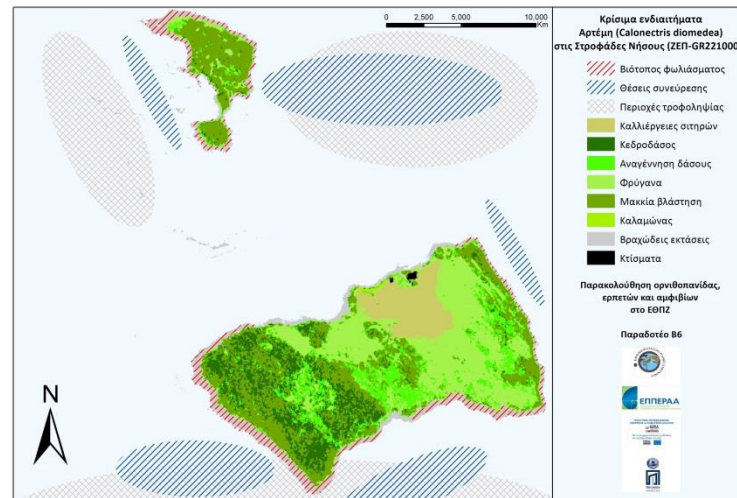 0 2,500 5,000 10,000
Km
N
Κρίσιμα ενδιαιτήματα
Αρτέμη (Calonectris diomedea)
στις Στροφάδες Νήσους (ΖΕΠ-GR221000
Βιότοπος φωλιάσματος
Θέσεις συνεύρεσης
Περιοχές τροφοληψίας
Καλλιέργειες σιτηρών
Κεδροδάσος
Αναγέννηση δάσους
Φρύγανα
Μακκία βλάστηση
Καλαμώνας
Βραχώδεις εκτάσεις
Κτίσματα
Παρακολούθηση ορνιθοπανίδας,
ερπετών και αμφιβίων
στο ΕΘΠΖ
Παραδοτέο Β6
ΕΠΠΕΡΑΑ